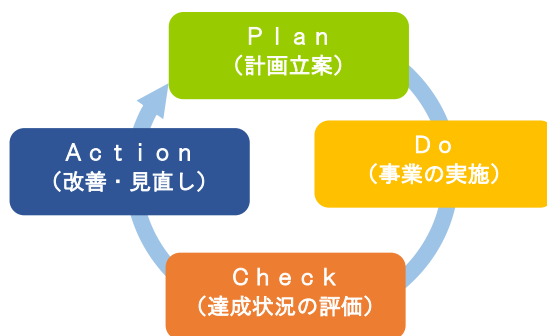 Ｐｌａｎ
（計画立案）
Ｄｏ
（事業の実施）
Ｃｈｅｃｋ
（達成状況の評価）
Ａｃｔｉｏｎ
（改善・見直し）